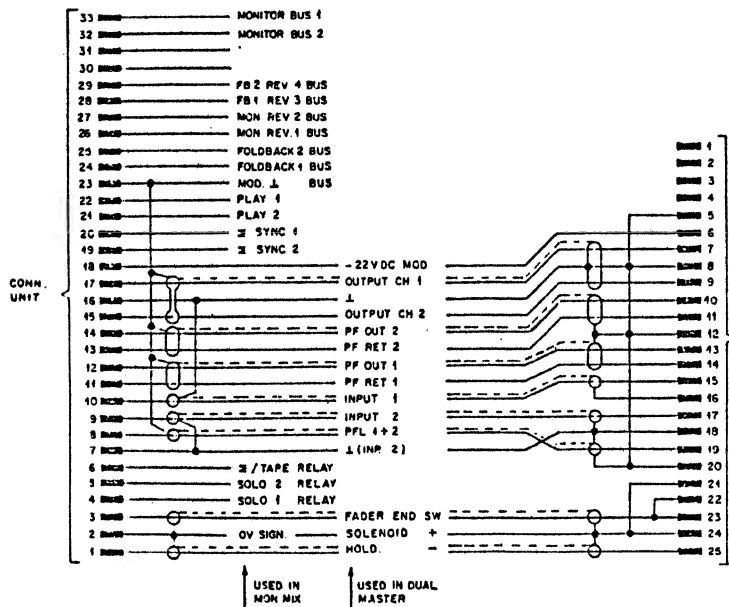 33 MONITOR BUS 1
32 MONITOR BUS 2
31
30
29 FB 2 REV 4 BUS
28 FB 1 REV 3 BUS
27 MON REV 2 BUS
26 MON REV. 1 BUS
25 FOLDBACK 2 BUS
24 FOLDBACK 1 BUS
23 MOD. ⊥ BUS
22 PLAY 1
21 PLAY 2
20 SYNC 1
19 SYNC 2
18 -22VDC MOD
17 OUTPUT CH 1
16 ⊥
15 OUTPUT CH 2
14 PF OUT 2
13 PF RET 2
12 PF OUT 1
11 PF RET 1
10 INPUT 1
9 INPUT 2
8 PFL 1+2
7 ⊥ (INP. 2)
6 /TAPE RELAY
5 SOLO 2 RELAY
4 SOLO 1 RELAY
3 FADER END SW
2 OV SIGN. SOLENOID +
1 HOLD. -
CONN.
UNIT
USED IN
MON MIX
USED IN DUAL
MASTER
1
2
3
4
5
6
7
8
9
10
11
12
13
14
15
16
17
18
19
20
21
22
23
24
25